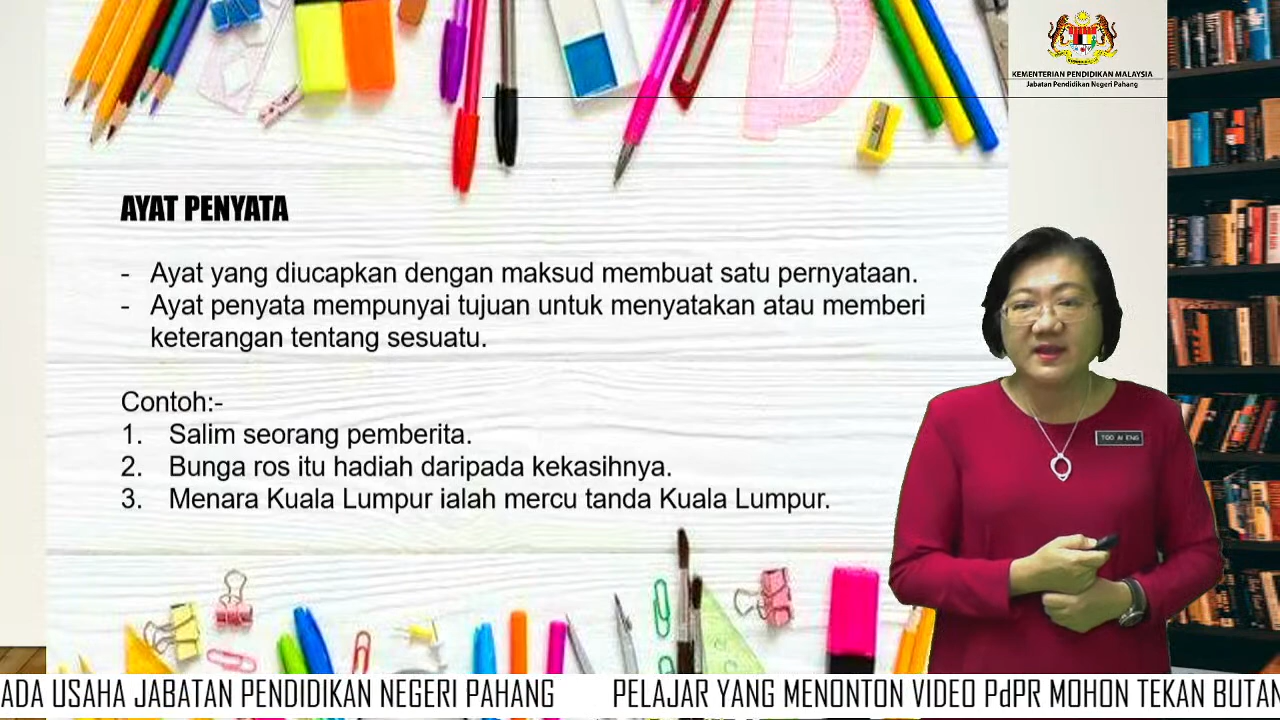 KEMENTERIAN PENDIDIKAN MALAYSIA
Jabatan Pendidikan Negeri Pahang
AYAT PENYATA
- Ayat yang diucapkan dengan maksud membuat satu pernyataan.
- Ayat penyata mempunyai tujuan untuk menyatakan atau memberi
keterangan tentang sesuatu.
Contoh:-
1. Salim seorang pemberita.
2. Bunga ros itu hadiah daripada kekasihnya.
3. Menara Kuala Lumpur ialah mercu tanda Kuala Lumpur.
TOO AI ENG
ADA USAHA JABATAN PENDIDIKAN NEGERI PAHANG PELAJAR YANG MENONTON VIDEO PdPR MOHON TEKAN BUTAN